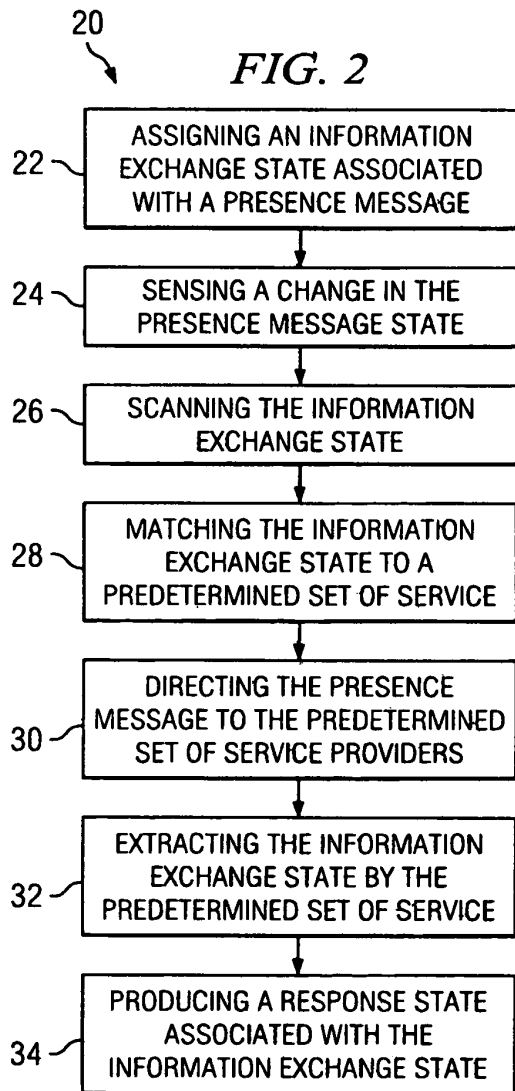 20
FIG. 2
22
ASSIGNING AN INFORMATION
EXCHANGE STATE ASSOCIATED
WITH A PRESENCE MESSAGE
24
SENSING A CHANGE IN THE
PRESENCE MESSAGE STATE
26
SCANNING THE INFORMATION
EXCHANGE STATE
28
MATCHING THE INFORMATION
EXCHANGE STATE TO A
PREDETERMINED SET OF SERVICE
30
DIRECTING THE PRESENCE
MESSAGE TO THE PREDETERMINED
SET OF SERVICE PROVIDERS
32
EXTRACTING THE INFORMATION
EXCHANGE STATE BY THE
PREDETERMINED SET OF SERVICE
34
PRODUCING A RESPONSE STATE
ASSOCIATED WITH THE
INFORMATION EXCHANGE STATE